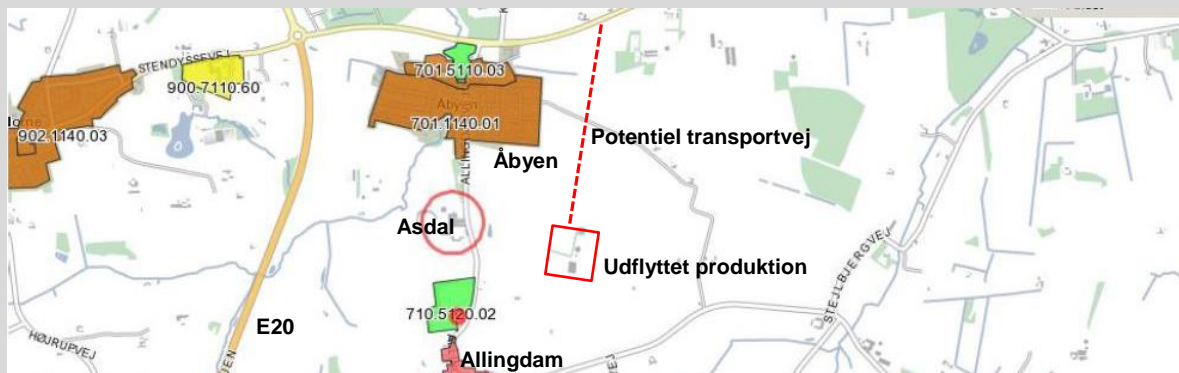 STENDYSSEVEJ
900.7110.60
701.5110.03
Åbyen
902.1140.03
701.1140.01
Potentiel transportvej
Åbyen
ALLING
Asdal
Udflyttet produktion
STEJLBJERGVEJ
710.5120.02
E20
HØJRUPVEJ
Allingdam